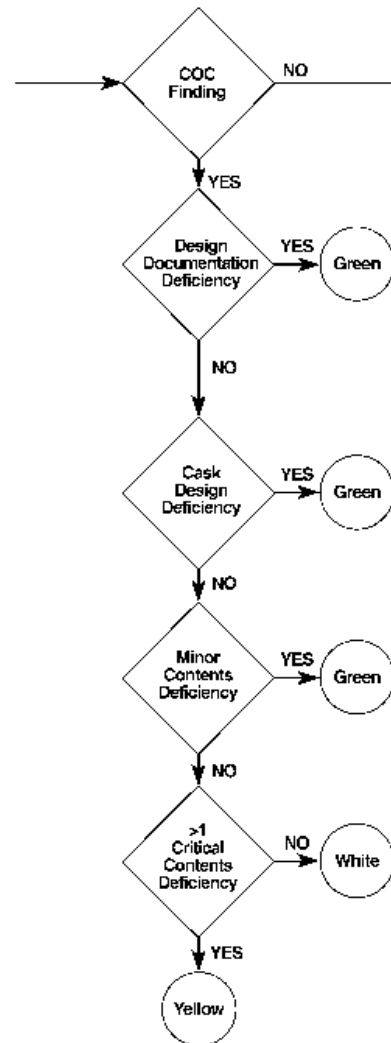 COC
Finding
NO
YES
Design
Documentation
Deficiency
YES
Green
NO
Cask
Design
Deficiency
YES
Green
NO
Minor
Contents
Deficiency
YES
Green
NO
>1
Critical
Contents
Deficiency
NO
White
YES
Yellow